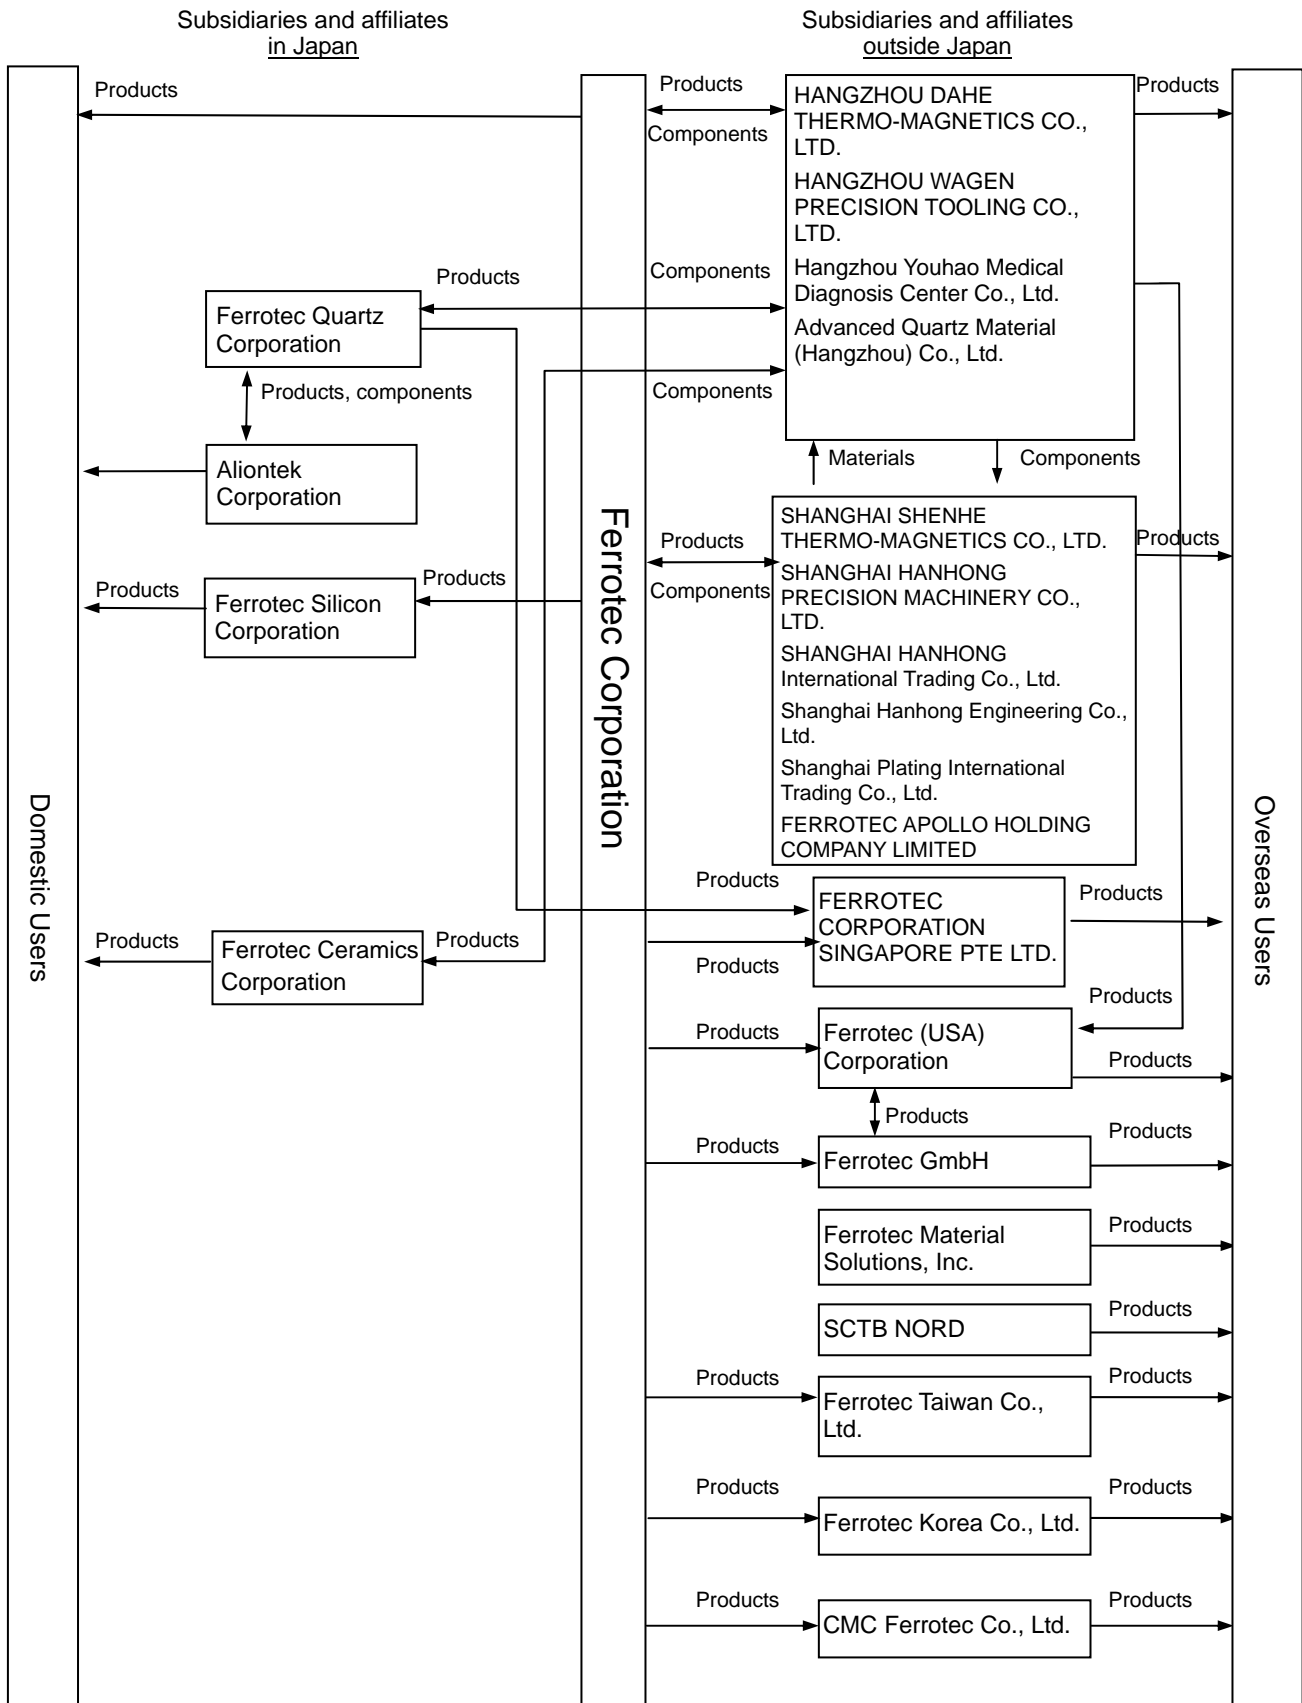 Subsidiaries and affiliates
in Japan
Subsidiaries and affiliates
outside Japan
Products
Products
Components
HANGZHOU DAHE
THERMO-MAGNETICS CO.,
LTD.
HANGZHOU WAGEN
PRECISION TOOLING CO.,
LTD.
Hangzhou Youhao Medical
Diagnosis Center Co., Ltd.
Advanced Quartz Material
(Hangzhou) Co., Ltd.
Products
Products
Components
Ferrotec Quartz
Corporation
Products, components
Components
Aliontek
Corporation
Materials
Components
Ferrotec Corporation
Products
Components
SHANGHAI SHENHE
THERMO-MAGNETICS CO., LTD.
SHANGHAI HANHONG
PRECISION MACHINERY CO.,
LTD.
SHANGHAI HANHONG
International Trading Co., Ltd.
Shanghai Hanhong Engineering Co.,
Ltd.
Shanghai Plating International
Trading Co., Ltd.
FERROTEC APOLLO HOLDING
COMPANY LIMITED
Products
Products
Ferrotec Silicon
Corporation
Products
Domestic Users
Overseas Users
Products
FERROTEC
CORPORATION
SINGAPORE PTE LTD.
Products
Products
Ferrotec Ceramics
Corporation
Products
Products
Products
Products
Ferrotec (USA)
Corporation
Products
Products
Products
Ferrotec GmbH
Products
Ferrotec Material
Solutions, Inc.
Products
SCTB NORD
Products
Products
Ferrotec Taiwan Co.,
Ltd.
Products
Products
Ferrotec Korea Co., Ltd.
Products
Products
CMC Ferrotec Co., Ltd.
Products